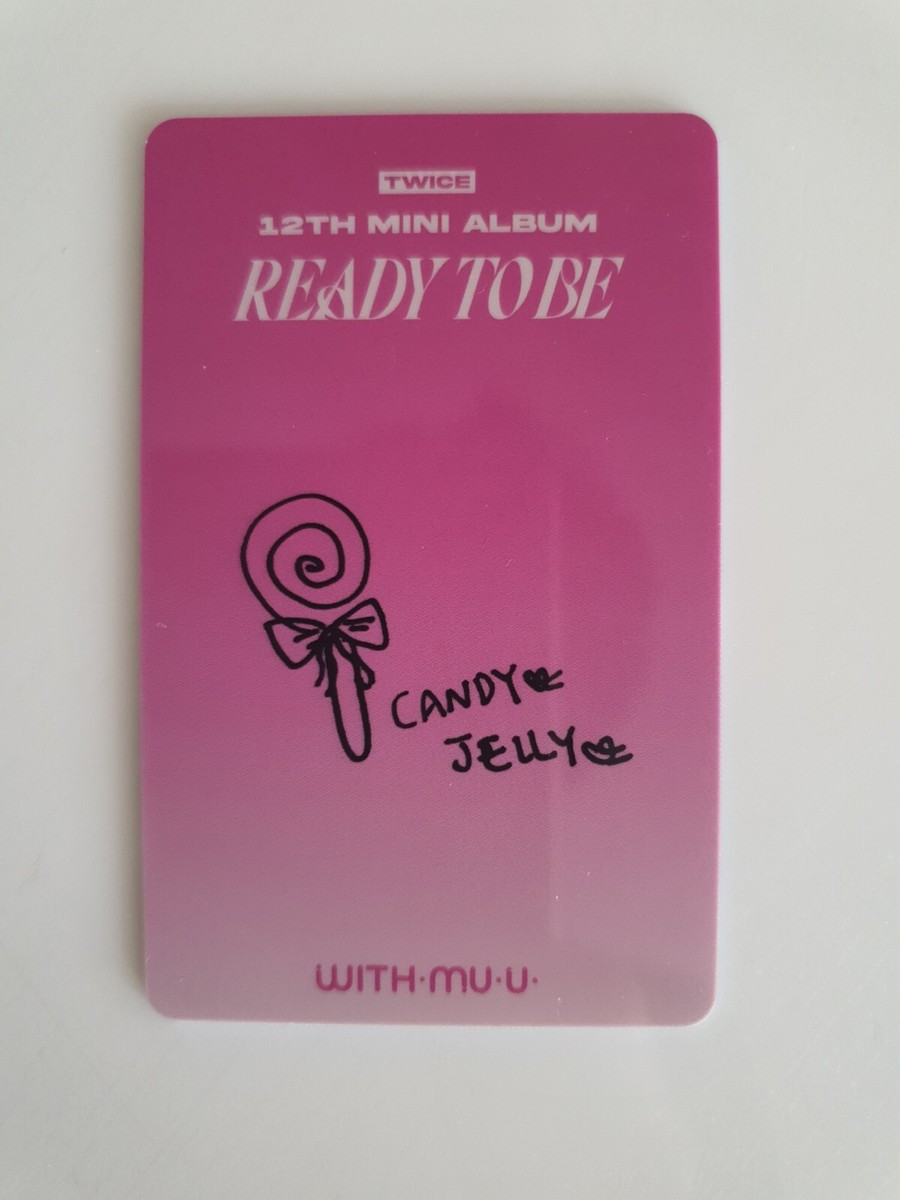 TWICE
12TH MINI ALBUM
READY TO BE
CANDY
JELLY
WITH·MU·U·